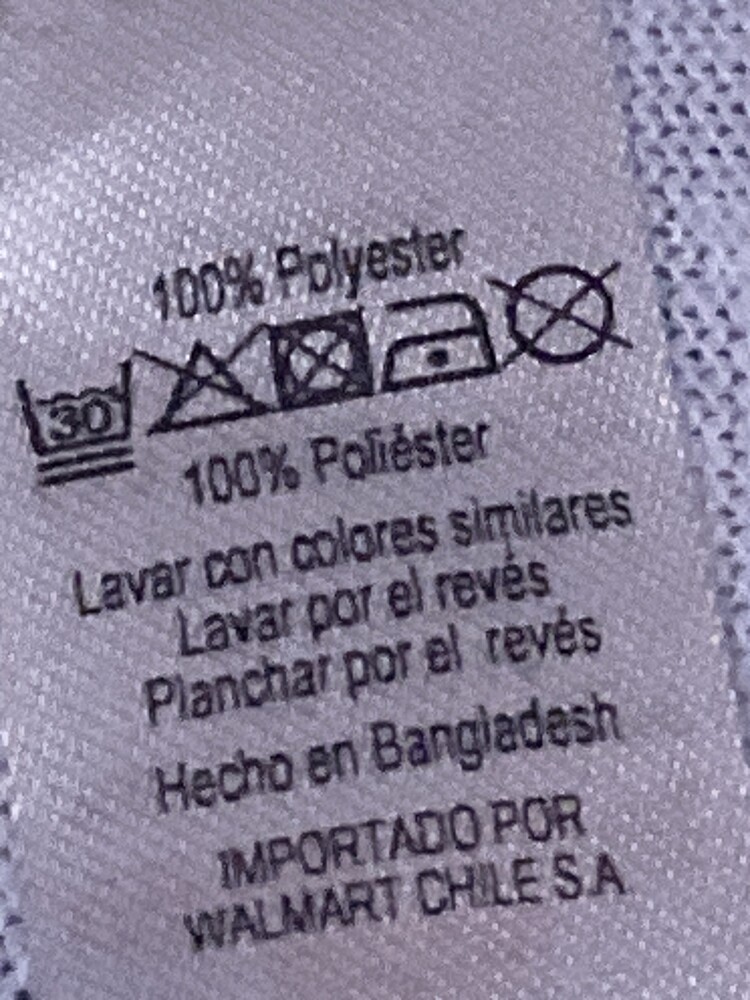 100% Polyester
30
100% Poliéster
Lavar con colores similares
Lavar por el revés
Planchar por el revés
Hecho en Bangladesh
IMPORTADO POR
WALMART CHILE S.A